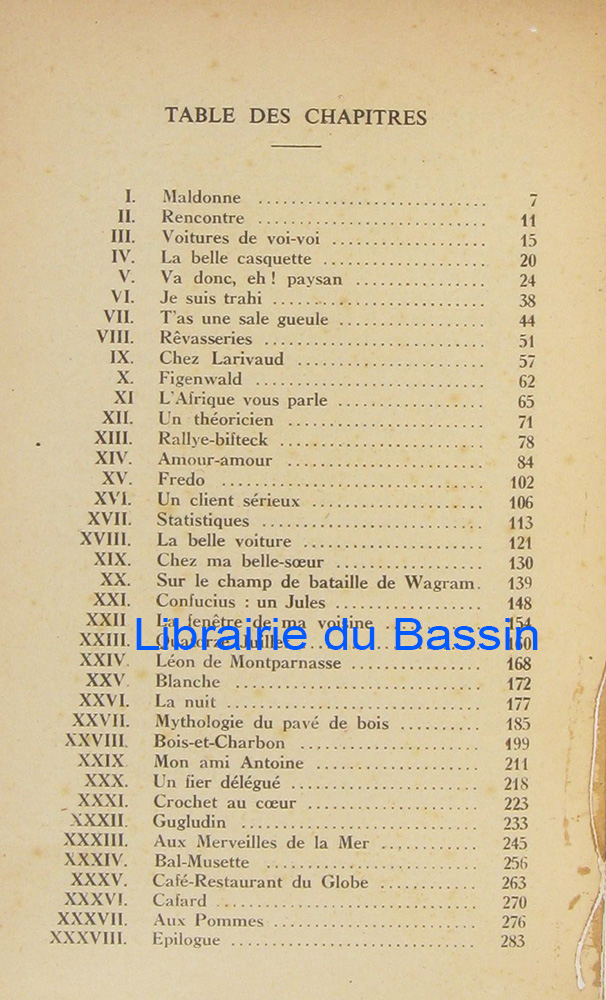 TABLE DES CHAPITRES
I. Maldonne ............................ 7
II. Rencontre ............................ 11
III. Voitures de voi-voi ................... 15
IV. La belle casquette .................... 20
V. Va donc, eh ! paysan ................ 24
VI. Je suis trahi .......................... 38
VII. T'as une sale gueule .................. 44
VIII. Rêvasseries ........................... 51
IX. Chez Larivaud ....................... 57
X. Figenwald ............................ 62
XI L'Afrique vous parle .................. 65
XII. Un théoricien ........................ 71
XIII. Rallye-bifteck ......................... 78
XIV. Amour-amour ........................ 84
XV. Fredo ................................ 102
XVI. Un client sérieux ..................... 106
XVII. Statistiques ........................... 113
XVIII. La belle voiture ....................... 121
XIX. Chez ma belle-sœur .................. 130
XX. Sur le champ de bataille de Wagram. 139
XXI. Confucius : un Jules .................. 148
XXII La fenêtre de ma voisine ............ 154
XXIII. Quatorze Juillet ...................... 160
Librairie du Bassin
XXIV. Léon de Montparnasse ................ 168
XXV. Blanche .............................. 172
XXVI. La nuit ............................... 177
XXVII. Mythologie du pavé de bois .......... 185
XXVIII. Bois-et-Charbon ...................... 199
XXIX Mon ami Antoine .................... 211
XXX. Un fier délégué ....................... 218
XXXI. Crochet au cœur ..................... 223
XXXII. Gugludin ............................. 233
XXXIII. Aux Merveilles de la Mer ............ 245
XXXIV. Bal-Musette .......................... 256
XXXV. Café-Restaurant du Globe ............ 263
XXXVI. Cafard ................................ 270
XXXVII. Aux Pommes ......................... 276
XXXVIII. Epilogue .............................. 283